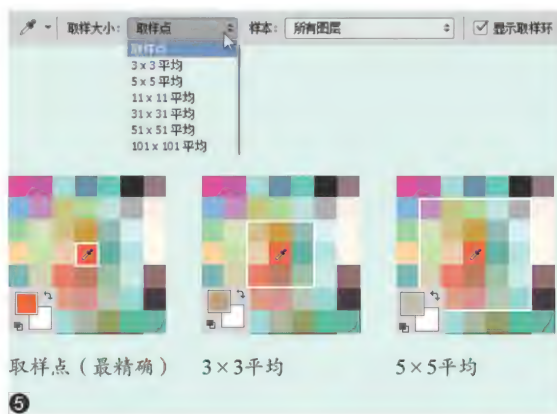 取样大小： 取样点 样本： 所有图层 显示取样环
取样点
3 x 3 平均
5 x 5 平均
11 x 11 平均
31 x 31 平均
51 x 51 平均
101 x 101 平均
取样点（最精确） 3×3平均 5×5平均
❺